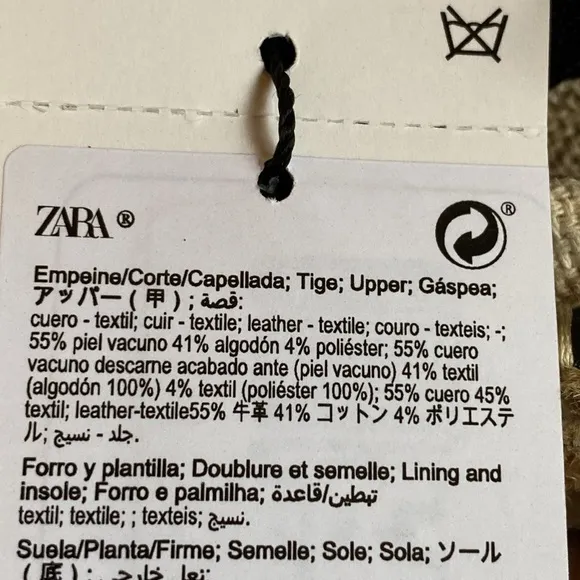 ZARA ®
®
Empeine/Corte/Capellada; Tige; Upper; Gáspea;
アッパー ( 甲 ) ; قصة:
cuero - textil; cuir - textile; leather - textile; couro - texteis; -;
55% piel vacuno 41% algodón 4% poliéster; 55% cuero
vacuno descarne acabado ante (piel vacuno) 41% textil
(algodón 100%) 4% textil (poliéster 100%); 55% cuero 45%
textil; leather-textile55% 牛革 41% コットン 4% ポリエステ
ル; جلد - نسيج.
Forro y plantilla; Doublure et semelle; Lining and
insole; Forro e palmilha; تبطين/قاعدة
textil; textile; ; texteis; نسيج.
Suela/Planta/Firme; Semelle; Sole; Sola; ソール
( 底 ) ; نعل خارجي: